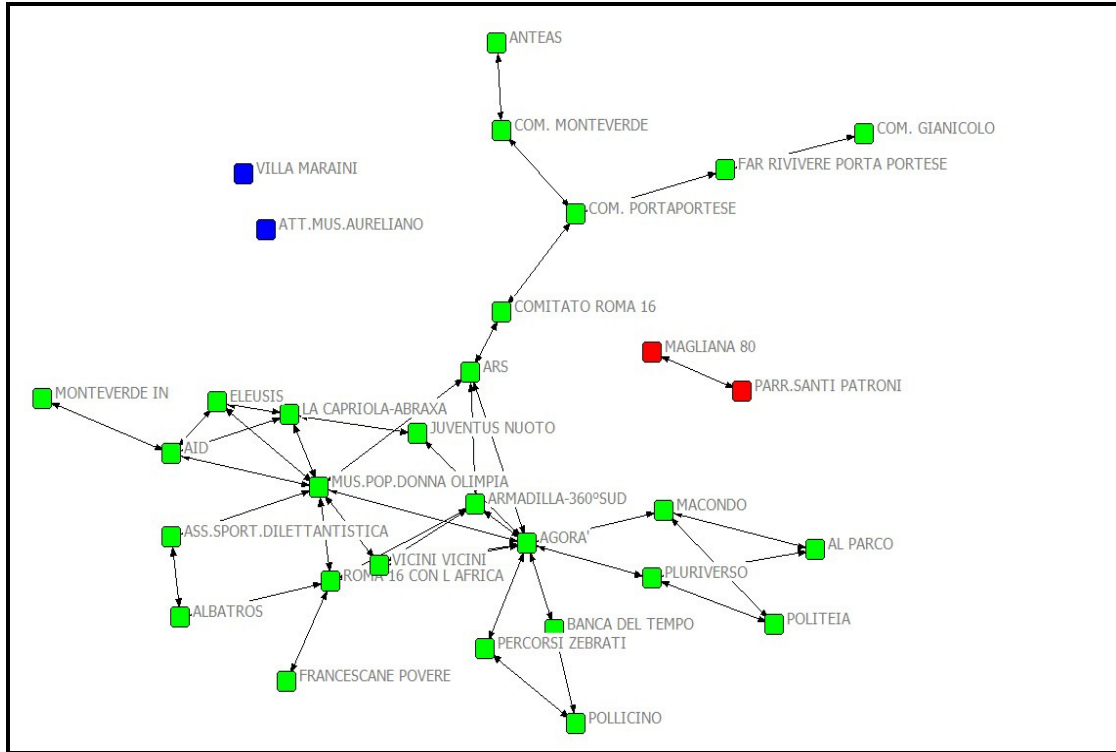 ANTEAS
COM. MONTEVERDE
COM. GIANICOLO
FAR RIVIVERE PORTA PORTESE
VILLA MARAINI
COM. PORTAPORTESE
ATT.MUS.AURELIANO
COMITATO ROMA 16
MAGLIANA 80
ARS
PARR.SANTI PATRONI
MONTEVERDE IN
ELEUSIS
LA CAPRIOLA-ABRAXA
JUVENTUS NUOTO
AID
MUS.POP.DONNA OLIMPIA
ARMADILLA-360°SUD
MACONDO
ASS.SPORT.DILETTANTISTICA
AGORA'
AL PARCO
VICINI VICINI
PLURIVERSO
ROMA 16 CON L AFRICA
ALBATROS
BANCA DEL TEMPO
POLITEIA
PERCORSI ZEBRATI
FRANCESCANE POVERE
POLLICINO